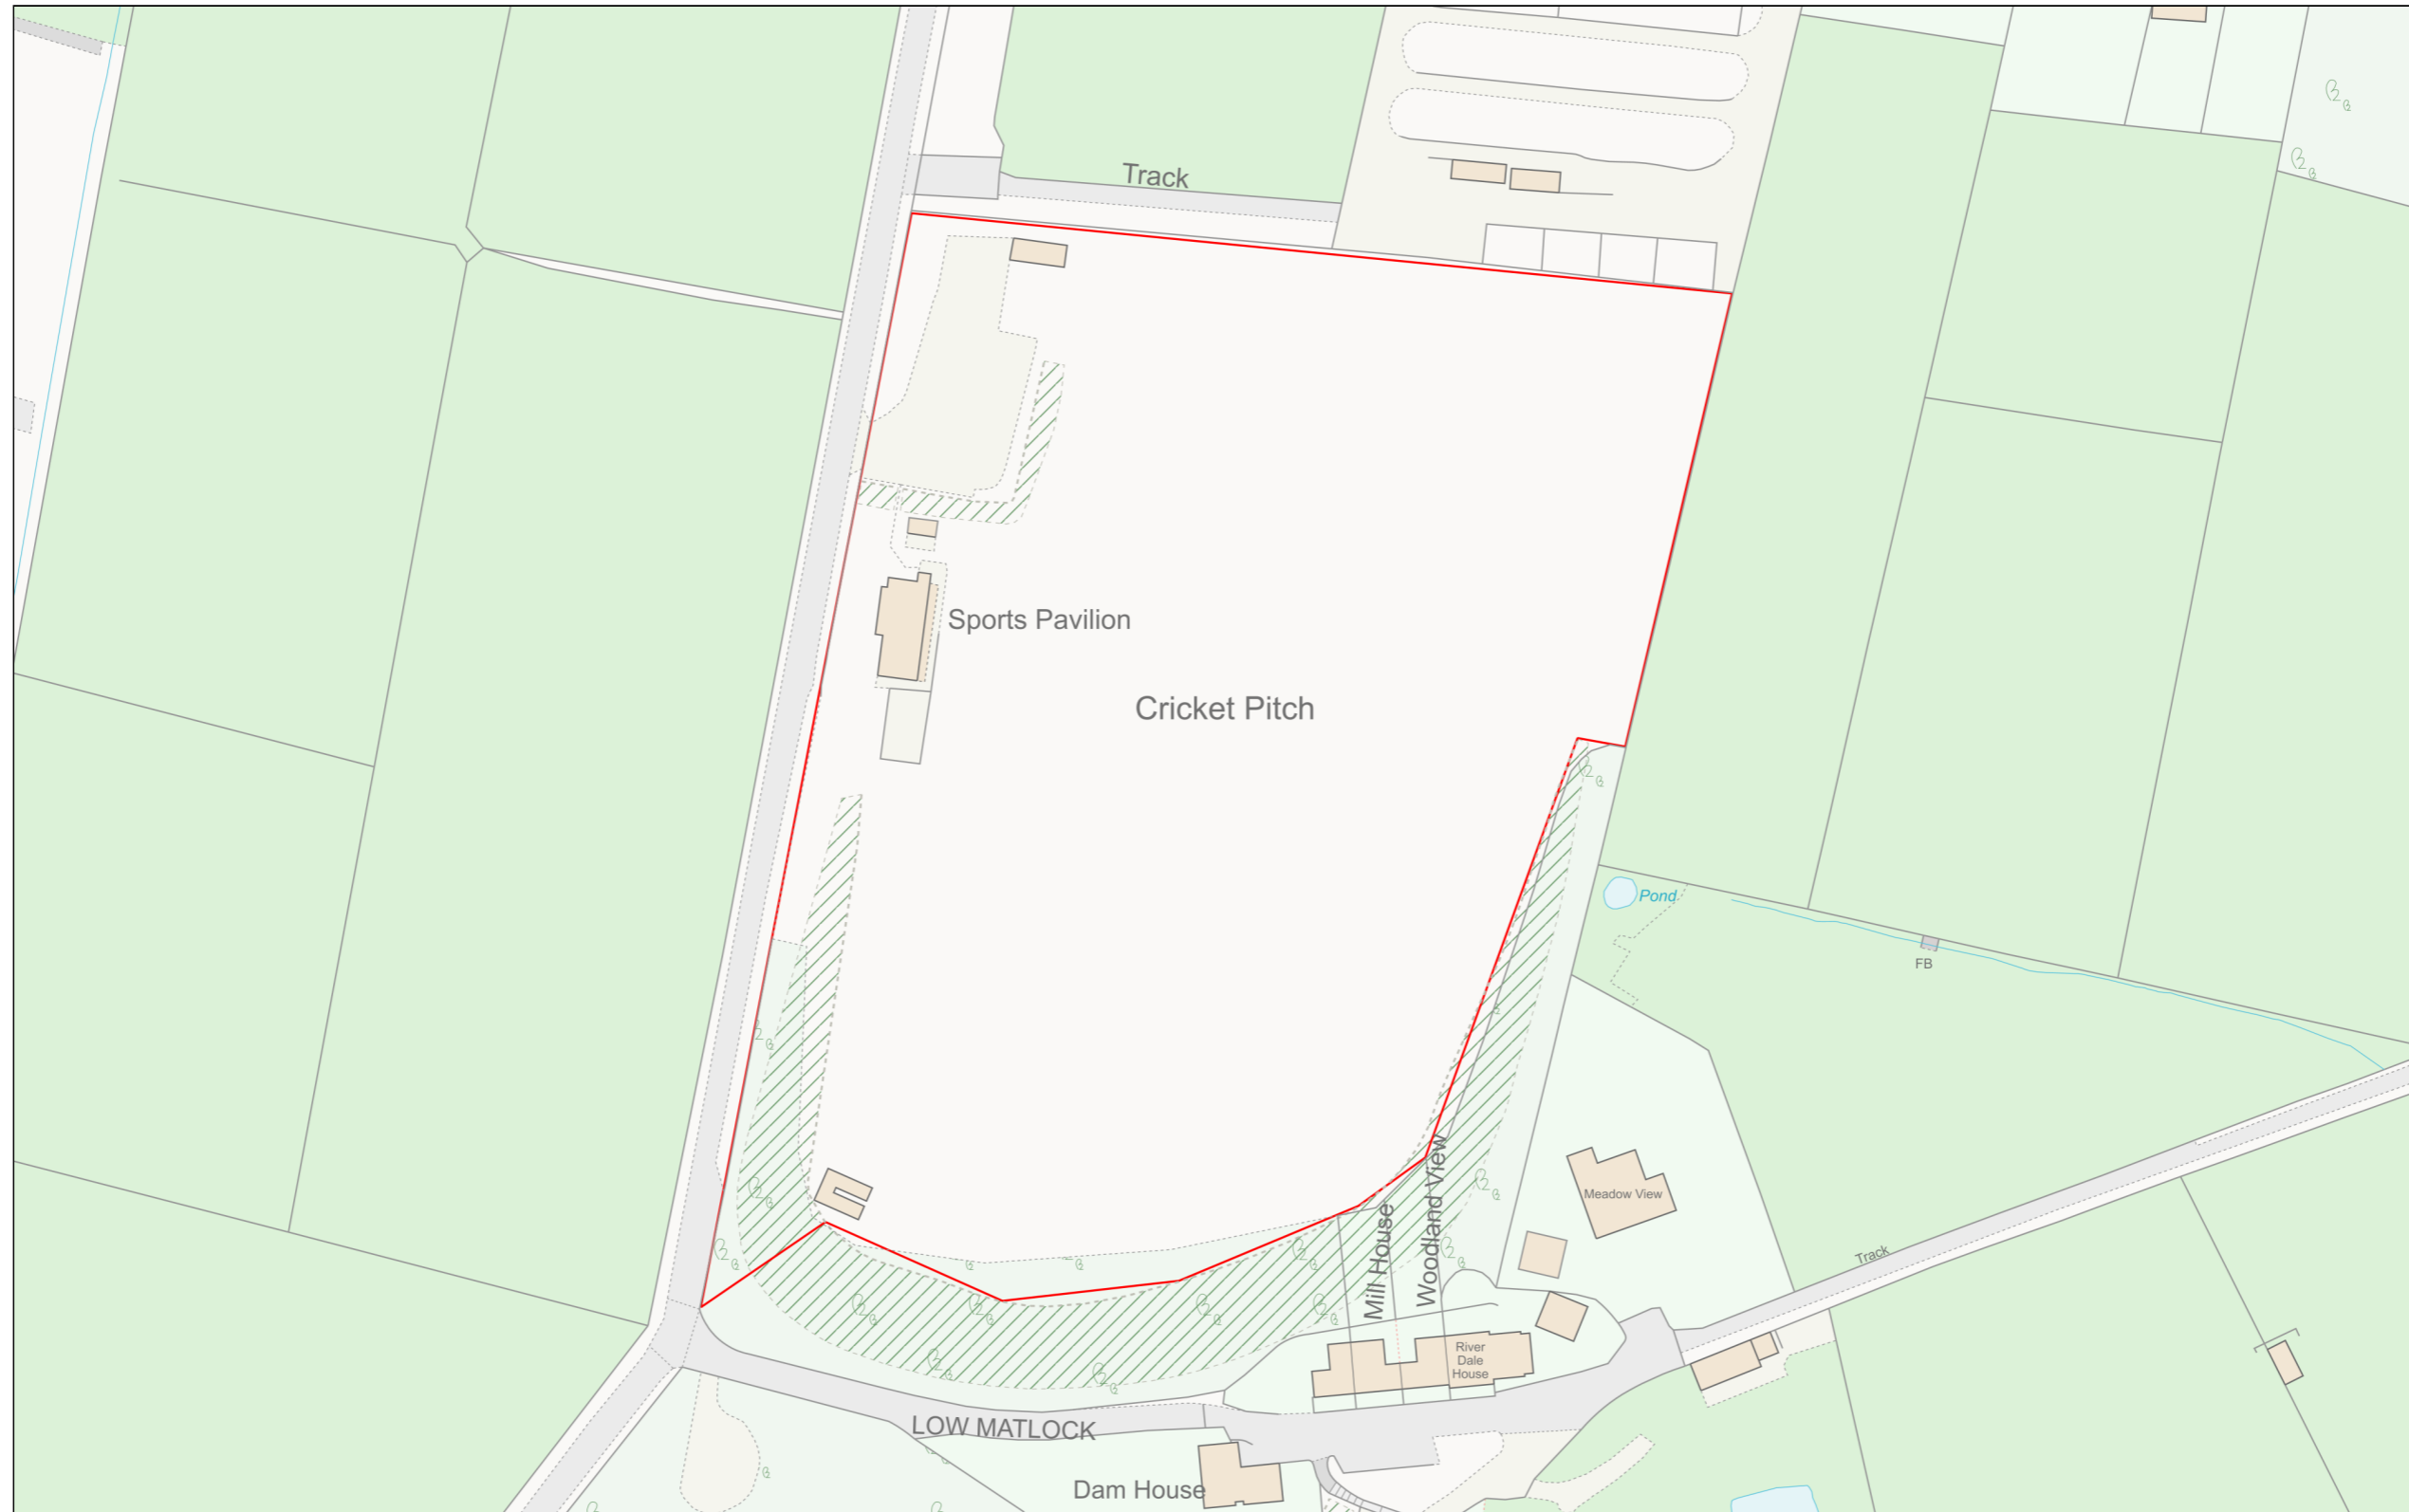 Track
Sports Pavilion
Cricket Pitch
Pond
FB
Woodland View
Mill House
Meadow View
Track
River
Dale
House
LOW MATLOCK
Dam House